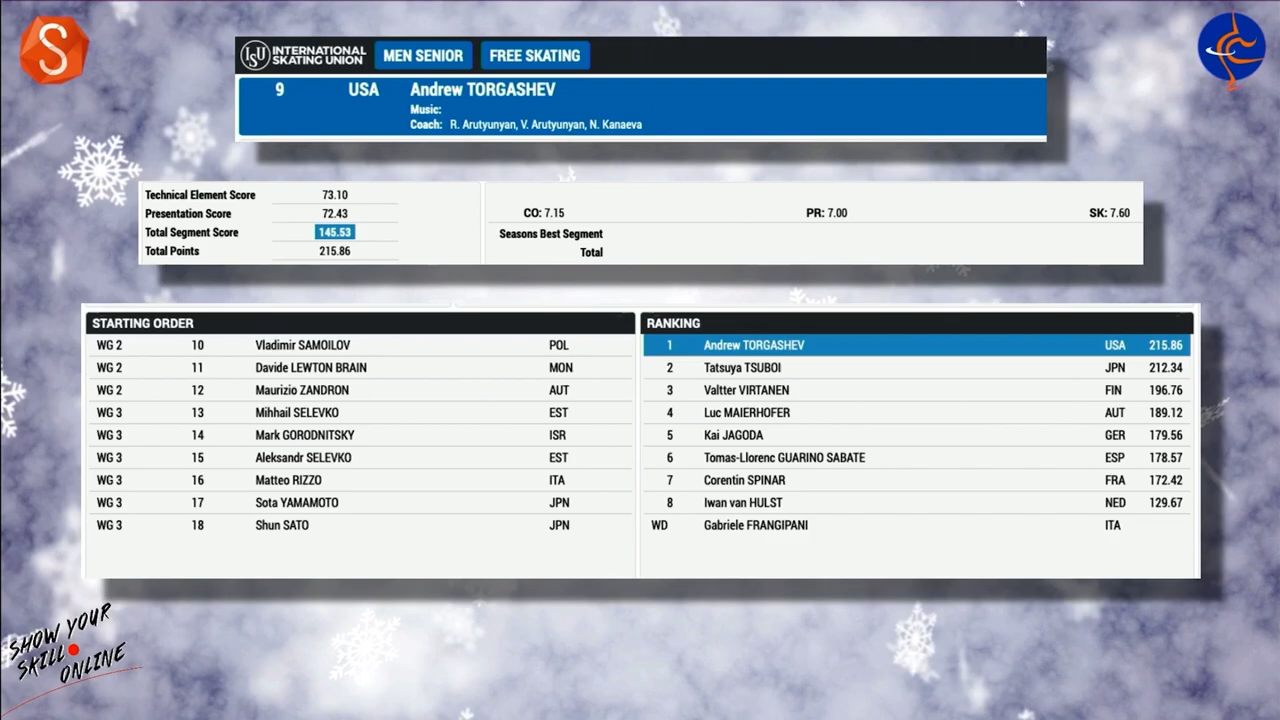 S
ISU INTERNATIONAL SKATING UNION MEN SENIOR FREE SKATING
9 USA Andrew TORGASHEV
Music:
Coach: R. Arutyunyan, V. Arutyunyan, N. Kanaeva
Technical Element Score 73.10
Presentation Score 72.43
Total Segment Score 145.53
Total Points 215.86
CO: 7.15 PR: 7.00 SK: 7.60
Seasons Best Segment
Total
STARTING ORDER
WG 2 10 Vladimir SAMOILOV POL
WG 2 11 Davide LEWTON BRAIN MON
WG 2 12 Maurizio ZANDRON AUT
WG 3 13 Mihhail SELEVKO EST
WG 3 14 Mark GORODNITSKY ISR
WG 3 15 Aleksandr SELEVKO EST
WG 3 16 Matteo RIZZO ITA
WG 3 17 Sota YAMAMOTO JPN
WG 3 18 Shun SATO JPN
RANKING
1 Andrew TORGASHEV USA 215.86
2 Tatsuya TSUBOI JPN 212.34
3 Valtter VIRTANEN FIN 196.76
4 Luc MAIERHOFER AUT 189.12
5 Kai JAGODA GER 179.56
6 Tomas-Llorenc GUARINO SABATE ESP 178.57
7 Corentin SPINAR FRA 172.42
8 Iwan van HULST NED 129.67
WD Gabriele FRANGIPANI ITA
SHOW YOUR
SKILL
ONLINE